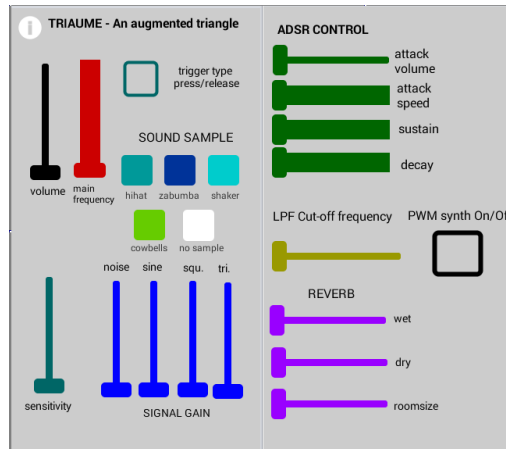 i
TRIAUME - An augmented triangle
trigger type
press/release
SOUND SAMPLE
volume
main
frequency
hihat
zabumba
shaker
cowbells
no sample
noise
sine
squ.
tri.
sensitivity
SIGNAL GAIN
ADSR CONTROL
attack
volume
attack
speed
sustain
decay
LPF Cut-off frequency
PWM synth On/Of
REVERB
wet
dry
roomsize